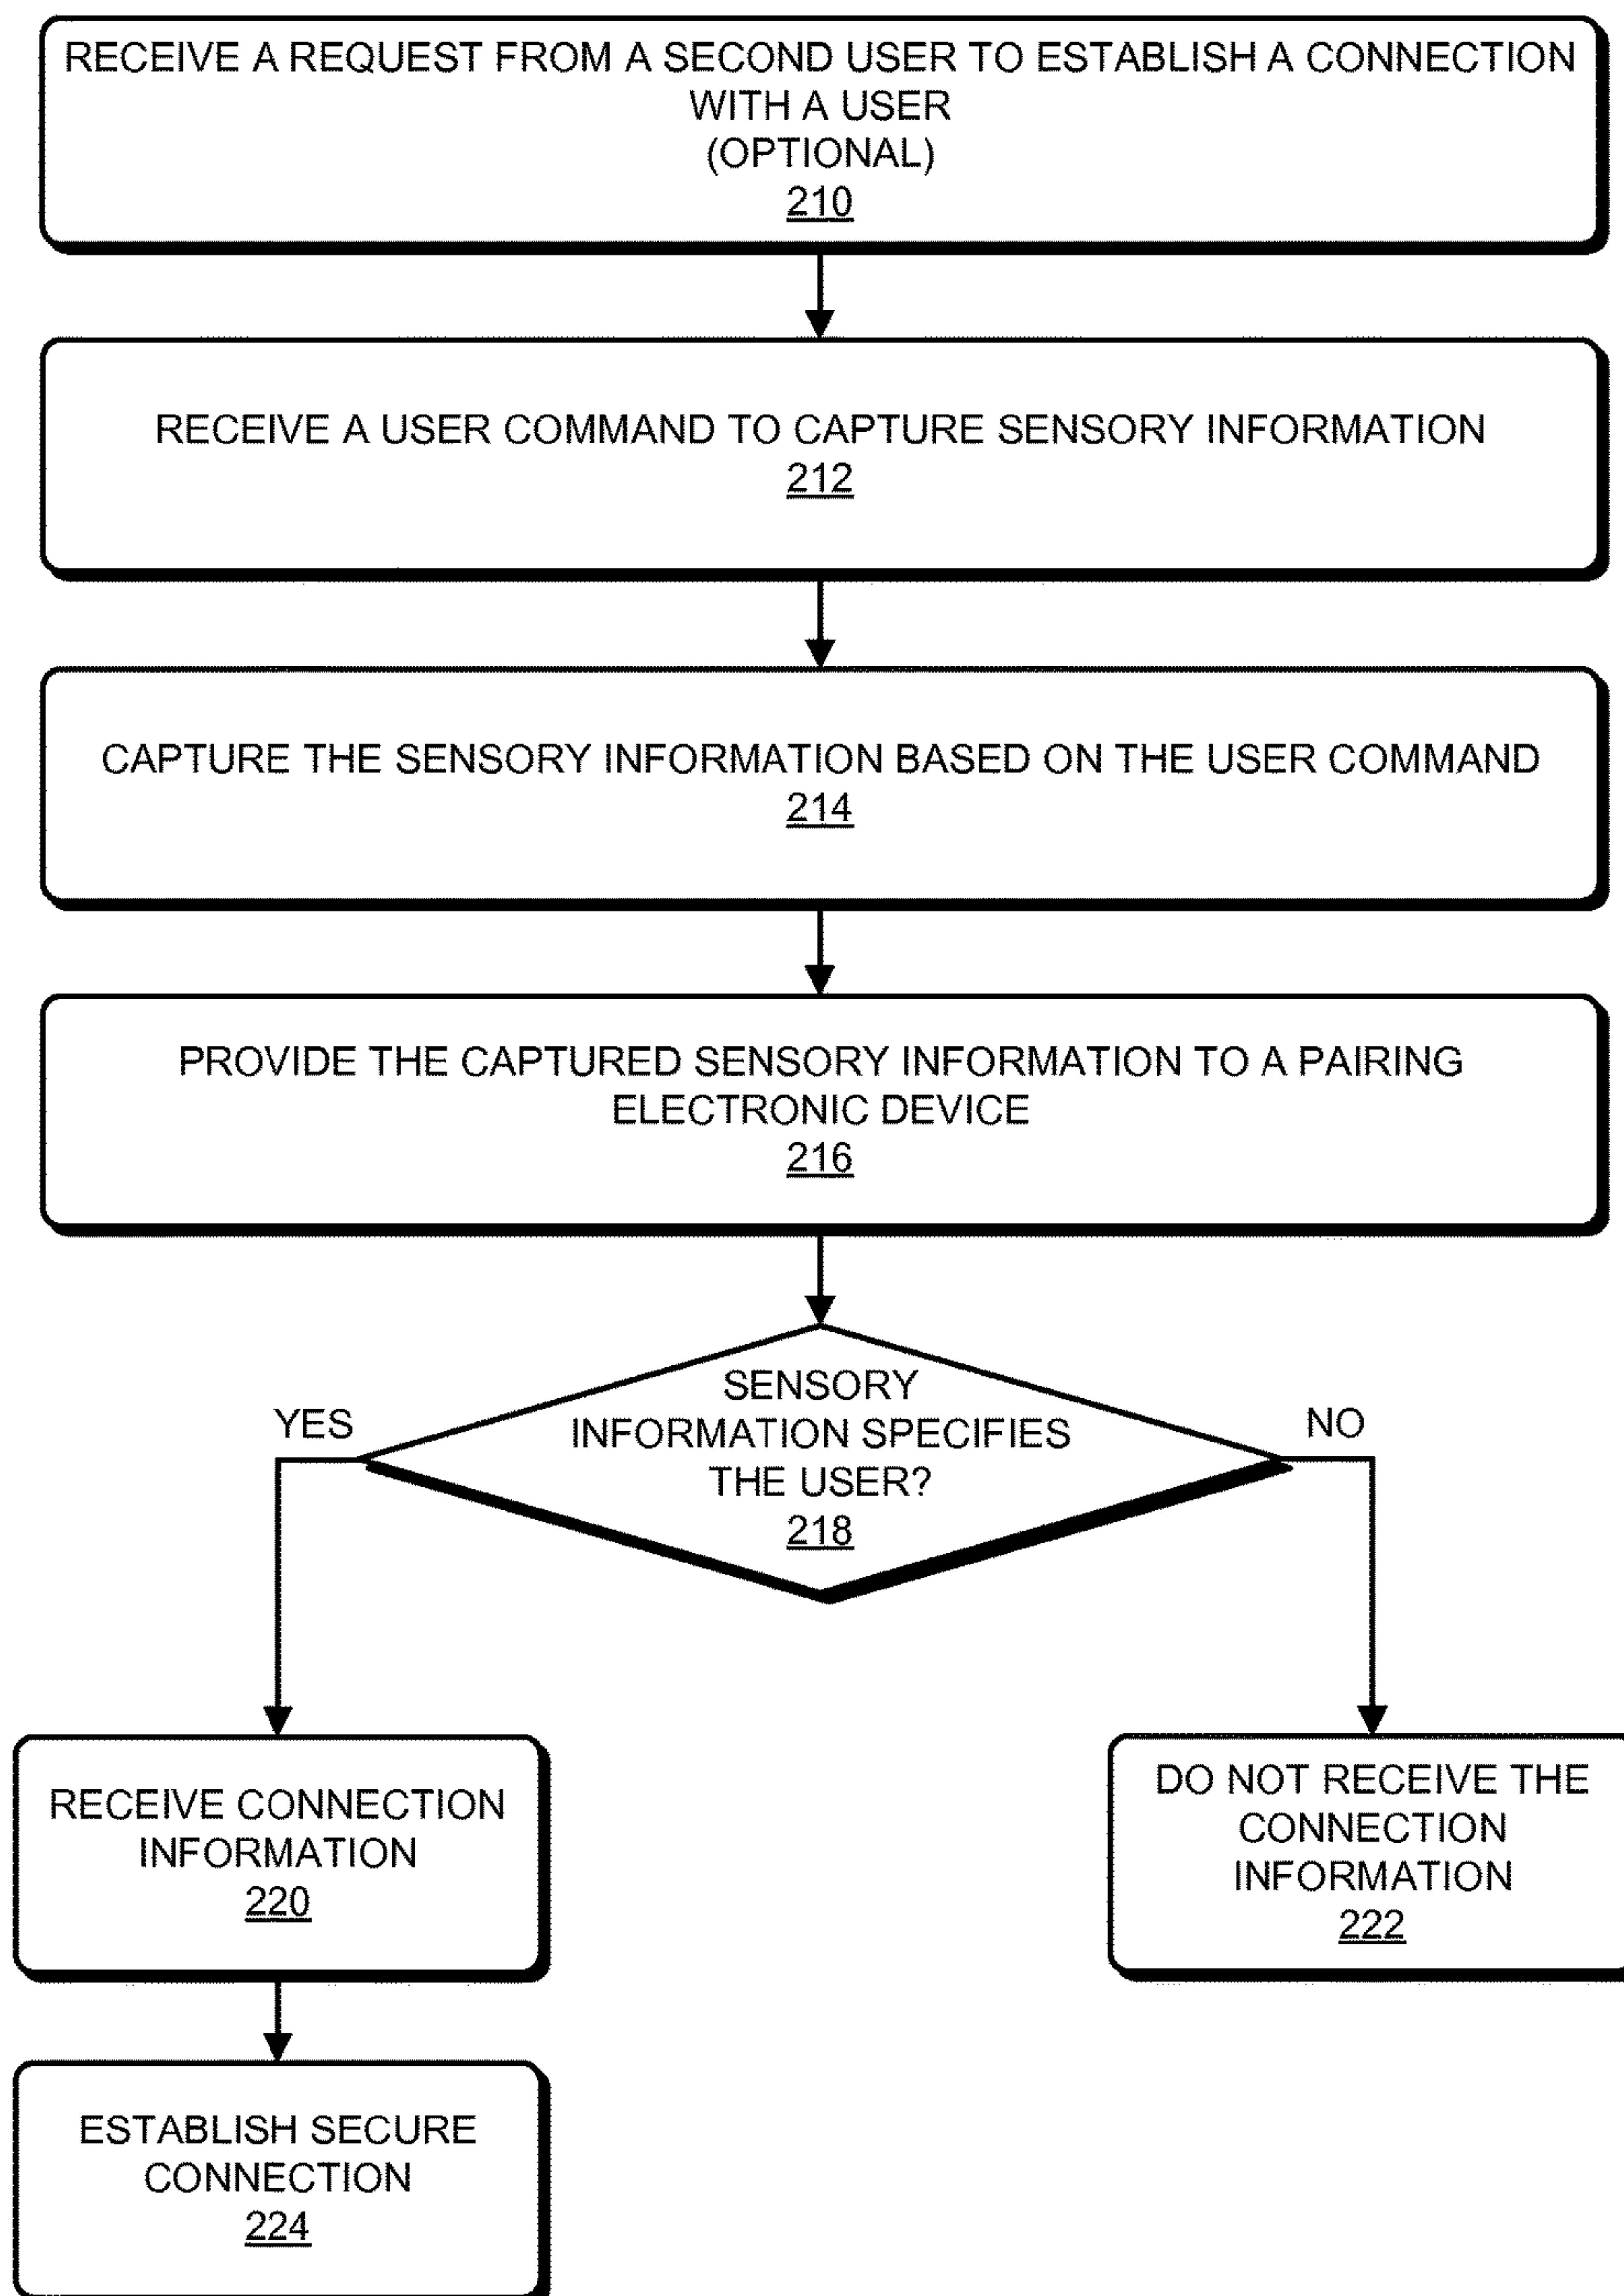 RECEIVE A REQUEST FROM A SECOND USER TO ESTABLISH A CONNECTION
WITH A USER
(OPTIONAL)
210
RECEIVE A USER COMMAND TO CAPTURE SENSORY INFORMATION
212
CAPTURE THE SENSORY INFORMATION BASED ON THE USER COMMAND
214
PROVIDE THE CAPTURED SENSORY INFORMATION TO A PAIRING
ELECTRONIC DEVICE
216
SENSORY
INFORMATION SPECIFIES
THE USER?
218
YES
NO
RECEIVE CONNECTION
INFORMATION
220
DO NOT RECEIVE THE
CONNECTION
INFORMATION
222
ESTABLISH SECURE
CONNECTION
224